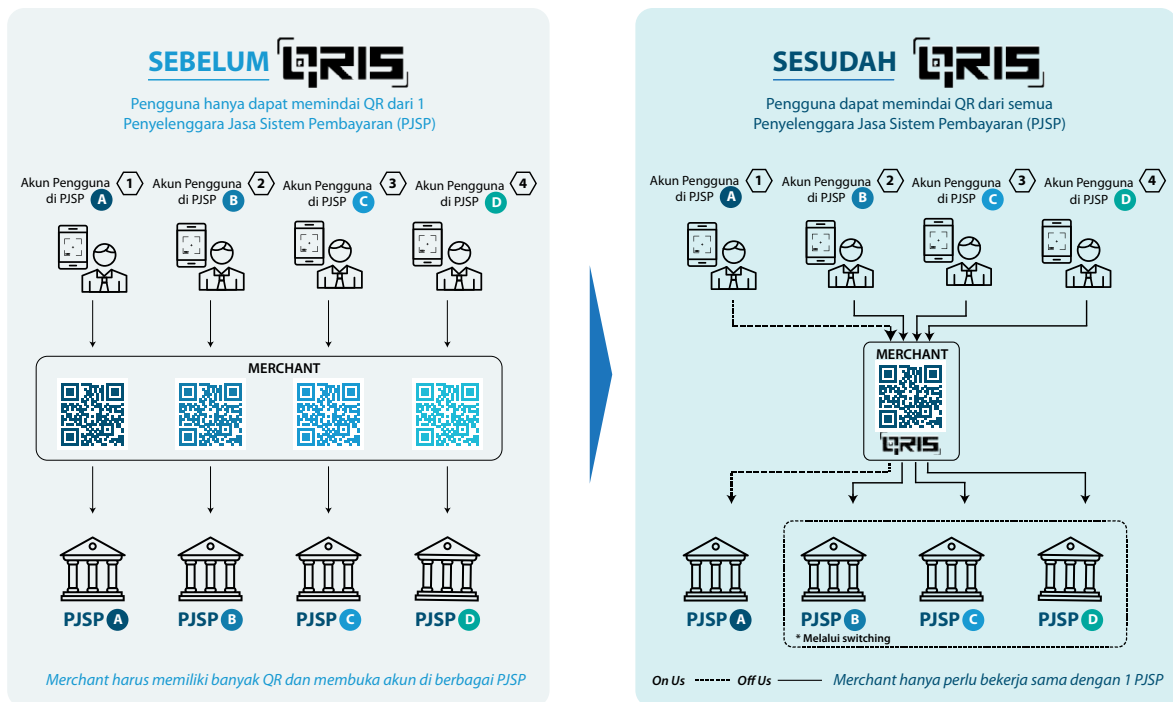 SEBELUM QRIS
Pengguna hanya dapat memindai QR dari 1
Penyelenggara Jasa Sistem Pembayaran (PJSP)
Akun Pengguna 1
di PJSP A
Akun Pengguna 2
di PJSP B
Akun Pengguna 3
di PJSP C
Akun Pengguna 4
di PJSP D
MERCHANT
PJSP A
PJSP B
PJSP C
PJSP D
Merchant harus memiliki banyak QR dan membuka akun di berbagai PJSP
SESUDAH QRIS
Pengguna dapat memindai QR dari semua
Penyelenggara Jasa Sistem Pembayaran (PJSP)
Akun Pengguna 1
di PJSP A
Akun Pengguna 2
di PJSP B
Akun Pengguna 3
di PJSP C
Akun Pengguna 4
di PJSP D
MERCHANT
QRIS
PJSP A
PJSP B
PJSP C
PJSP D
* Melalui switching
On Us Off Us Merchant hanya perlu bekerja sama dengan 1 PJSP